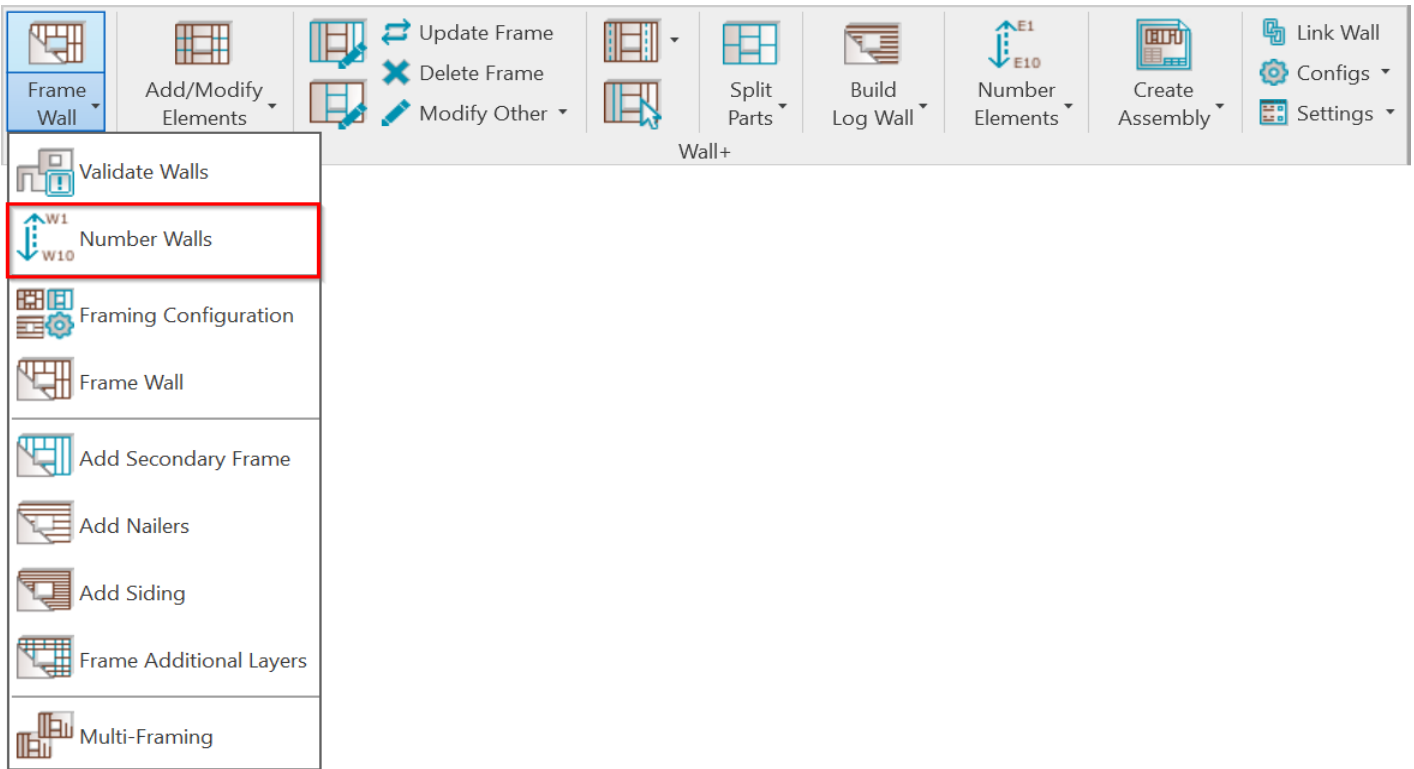 Frame
Wall
Add/Modify
Elements
Update Frame
Delete Frame
Modify Other
Split
Parts
Build
Log Wall
E1
E10
Number
Elements
Create
Assembly
Link Wall
Configs
Settings
Wall+
Validate Walls
W1
W10
Number Walls
Framing Configuration
Frame Wall
Add Secondary Frame
Add Nailers
Add Siding
Frame Additional Layers
Multi-Framing